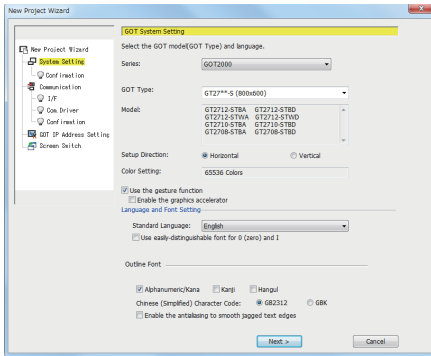 New Project Wizard
New Project Wizard
System Setting
Confirmation
Communication
I/F
Com.Driver
Confirmation
GOT IP Address Setting
Screen Switch
GOT System Setting
Select the GOT mode(GOT Type) and language.
Series: GOT2000
GOT Type: GT27**-S (800x600)
Model: GT2712-STBA GT2712-STBD
GT2712-STWA GT2712-STWD
GT2710-STBA GT2710-STBD
GT2708-STBA GT2708-STBD
Setup Direction: Horizontal Vertical
Color Setting: 65536 Colors
Use the gesture function
Enable the graphics accelerator
Language and Font Setting
Standard Language: English
Use easily-distinguishable font for 0 (zero) and I
Outline Font
Alphanumeric/Kana Kanji Hangul
Chinese (Simplified) Character Code: GB2312 GBK
Enable the antialiasing to smooth jagged text edges
Next > Cancel